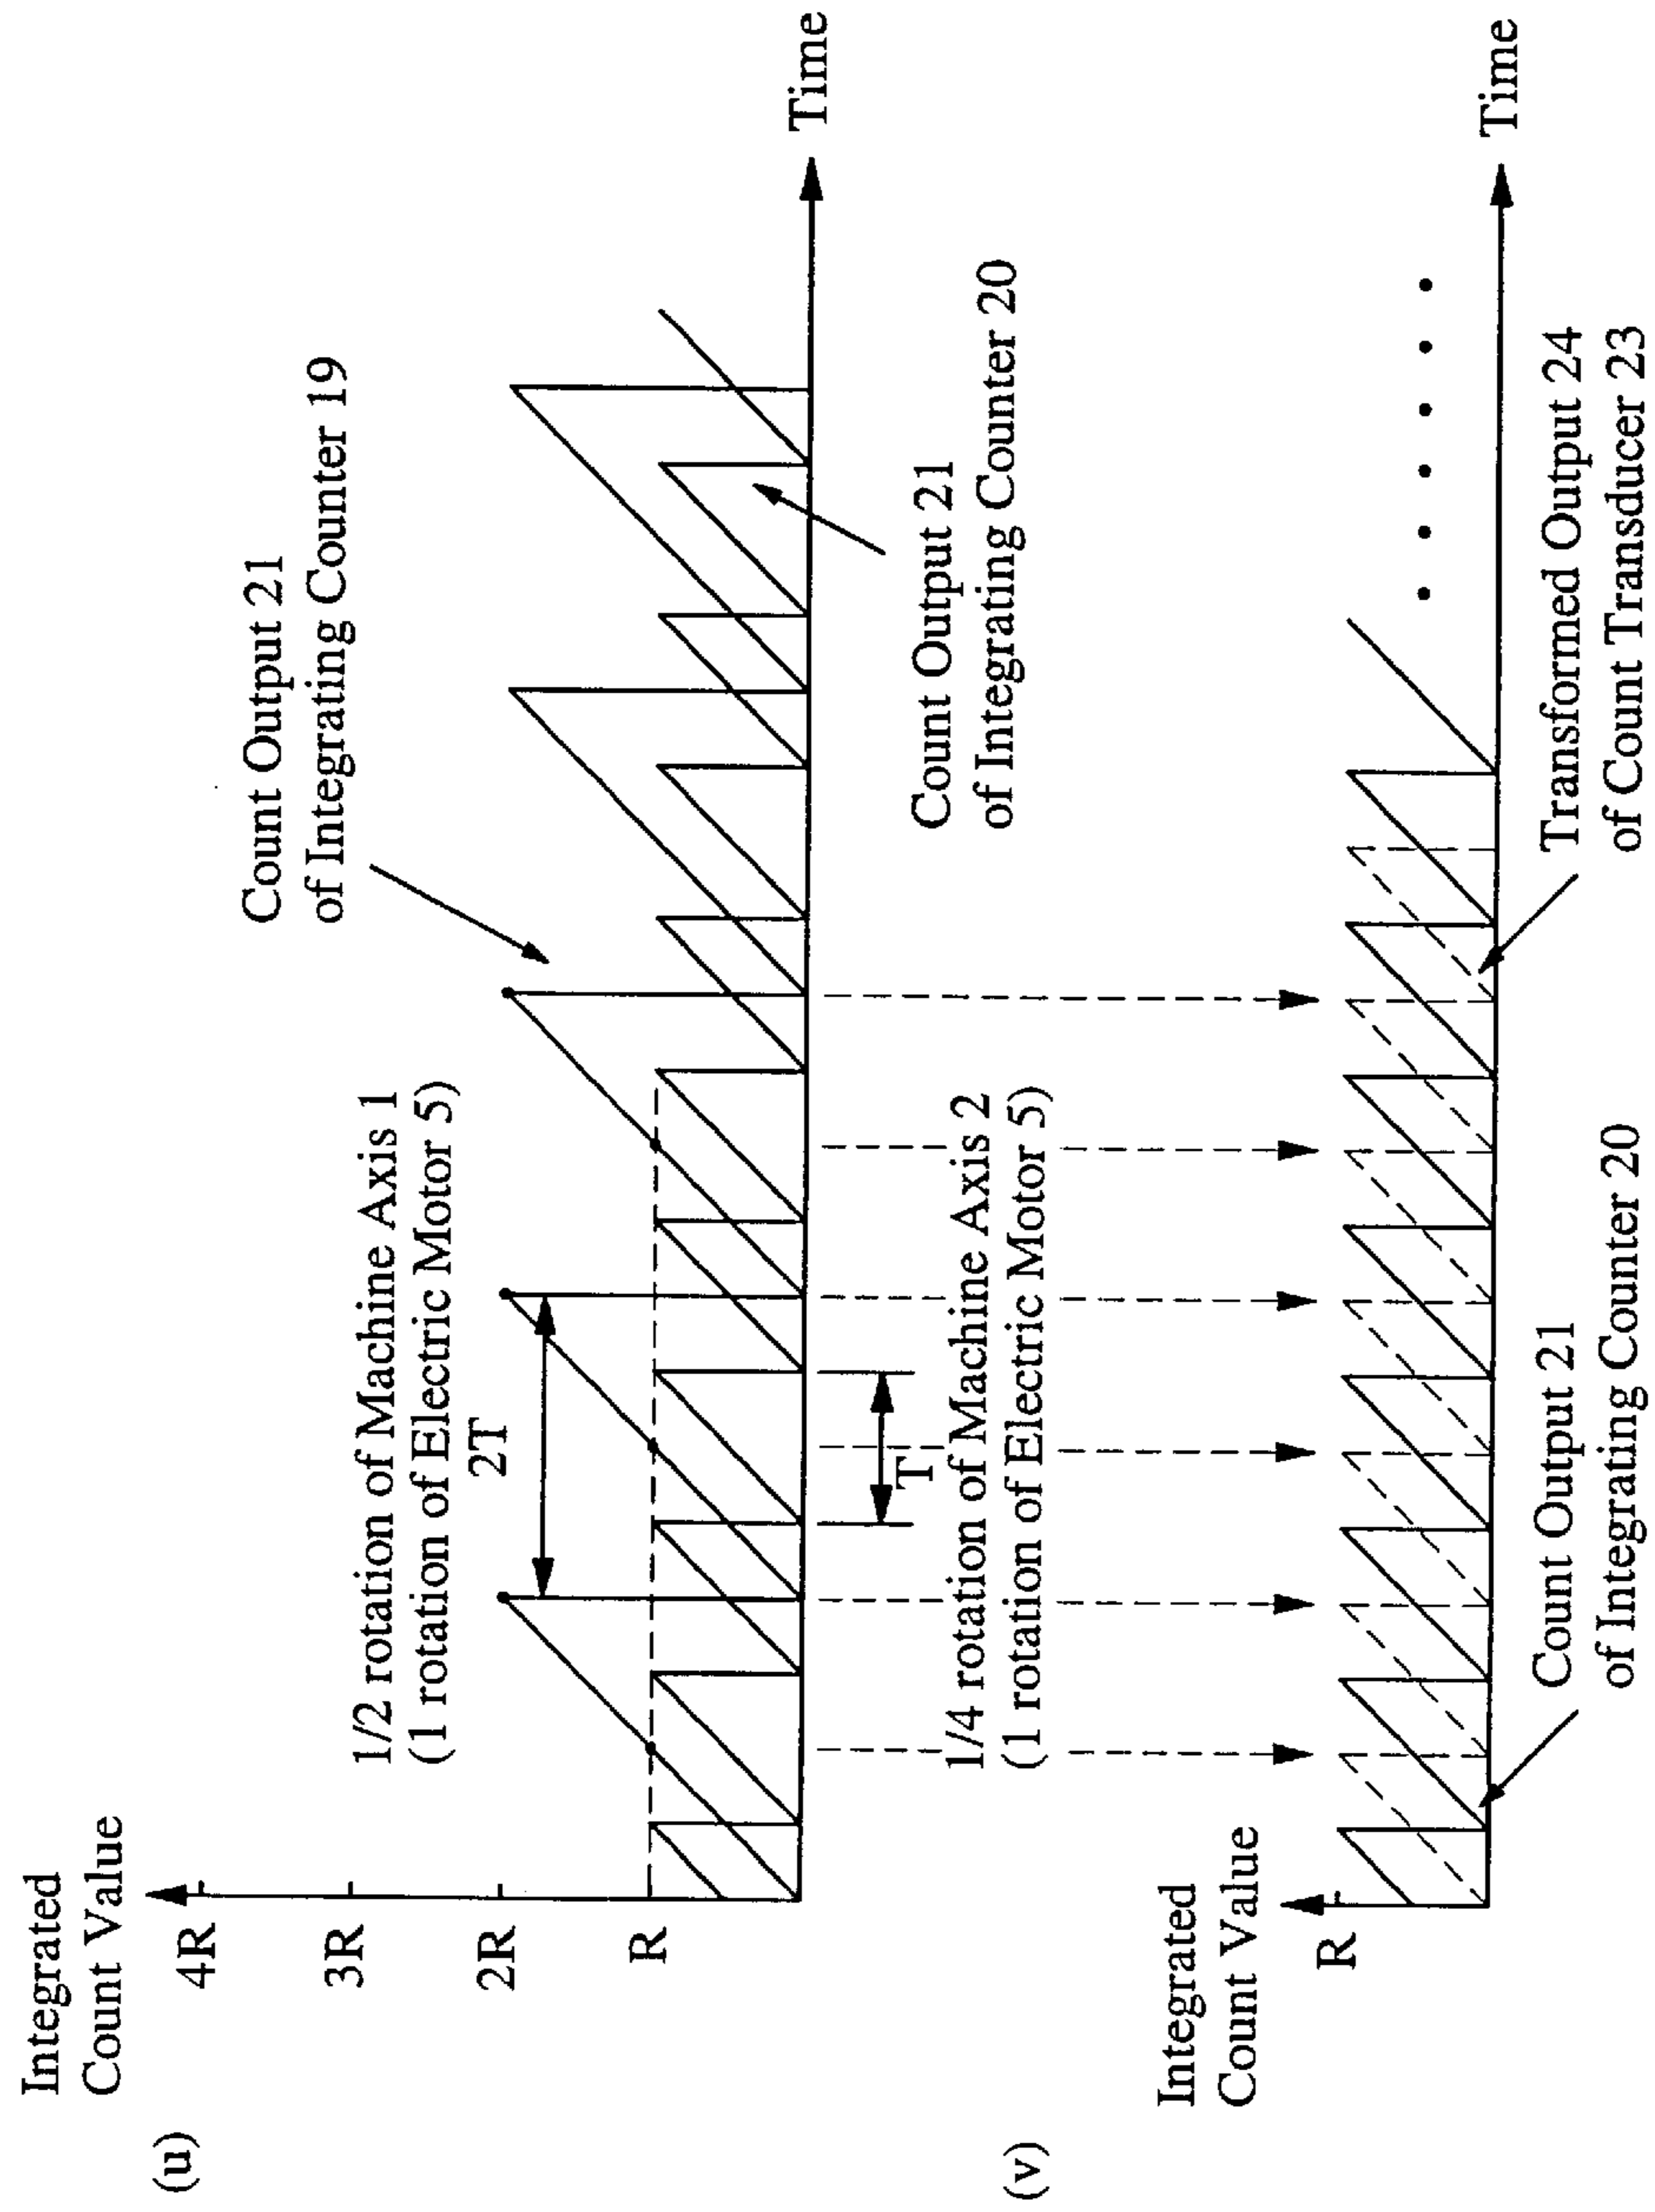 (u)
Integrated
Count Value
4R
3R
2R
R
Count Output 21
of Integrating Counter 19
1/2 rotation of Machine Axis 1
(1 rotation of Electric Motor 5)
2T
Time
T
1/4 rotation of Machine Axis 2
(1 rotation of Electric Motor 5)
Count Output 21
of Integrating Counter 20
(v)
Integrated
Count Value
R
Time
Count Output 21
of Integrating Counter 20
Transformed Output 24
of Count Transducer 23